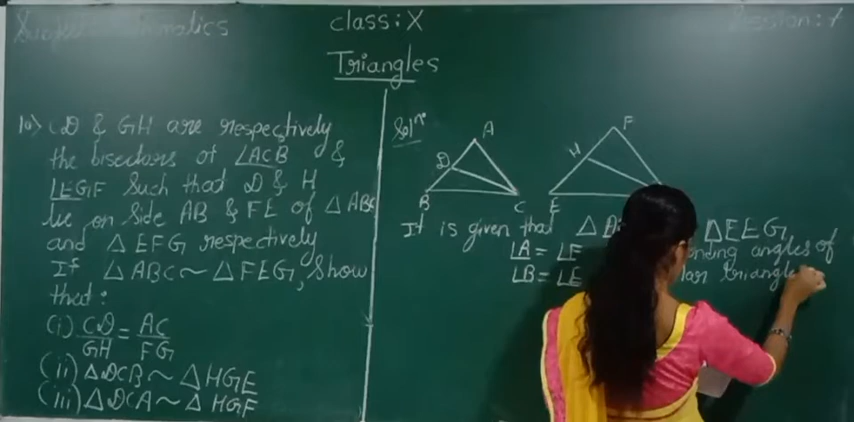 class: X
Triangles
10) CD & GH are respectively
the bisectors of ∠ACB &
∠EGF Such that D & H
lie on Side AB & FE of △ABC
and △EFG respectively
If △ABC ~ △FEG, Show
that:
(i) CD/GH = AC/FG
(ii) △DCB ~ △HGE
(iii) △DCA ~ △HGF
Solⁿ
A
D
B
C
F
H
E
It is given that △
∠A = ∠F angles of
∠B = ∠E triangle